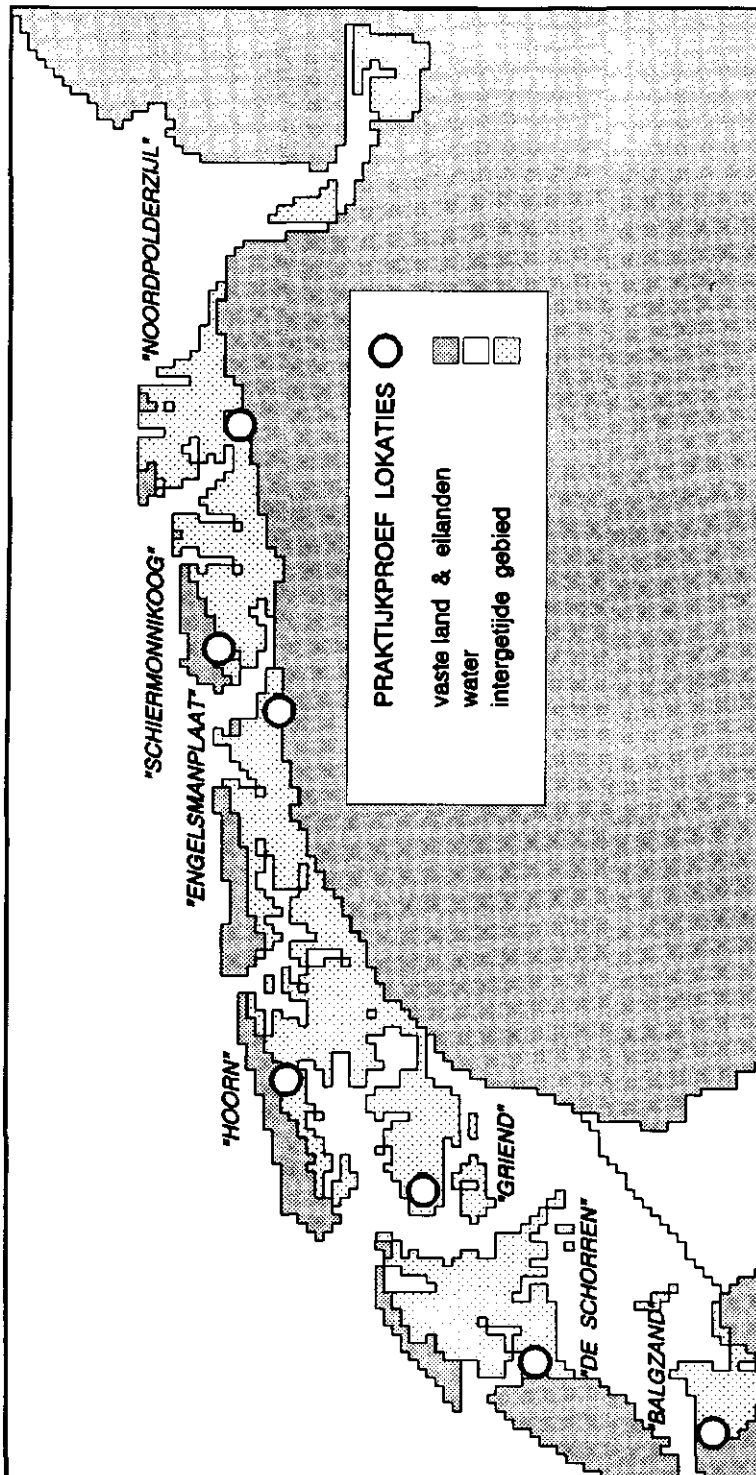 "NOORDPOLDERZIJL"
"SCHIERMONNIKOOG"
"ENGELSMANPLAAT"
"HOORN"
"GRIEND"
"DE SCHORREN"
"BALGZAND"
PRAKTIJKPROEF LOKATIES
vaste land & eilanden
water
intergetijde gebied